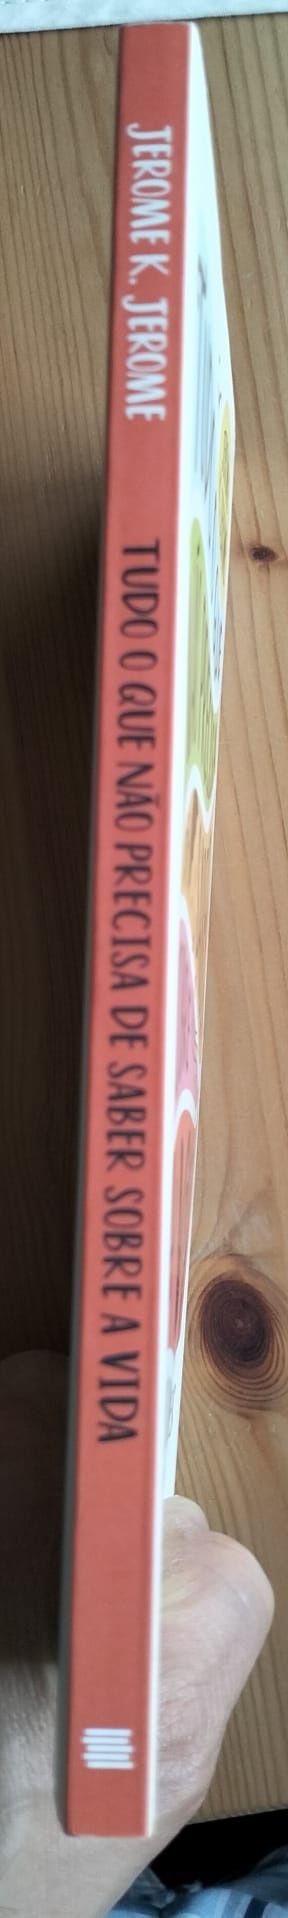 JEROME K. JEROME
TUDO O QUE NÃO PRECISA DE SABER SOBRE A VIDA